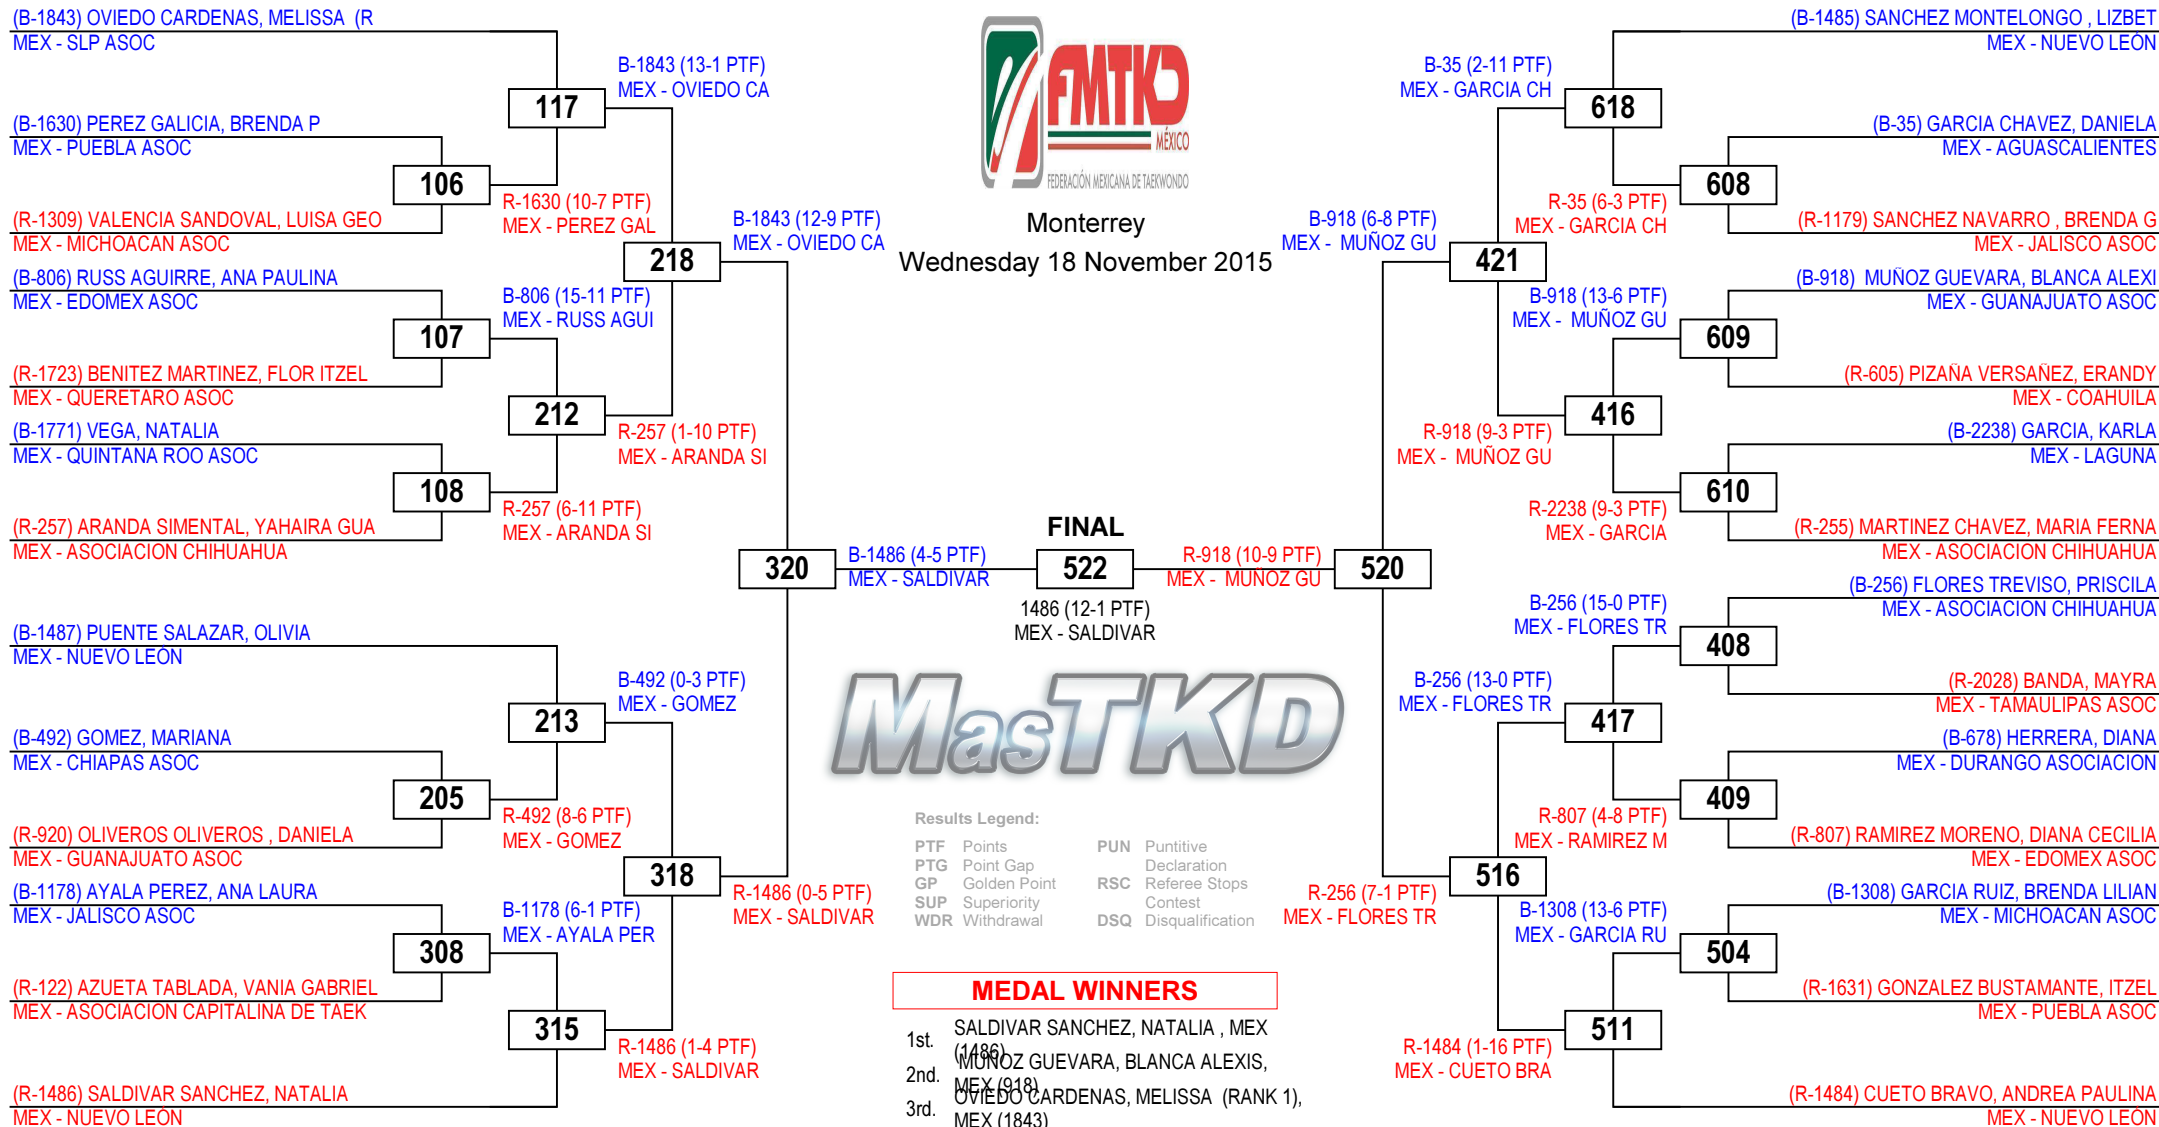 (B-1843) OVIEDO CARDENAS, MELISSA (R
MEX - SLP ASOC
(B-1630) PEREZ GALICIA, BRENDA P
MEX - PUEBLA ASOC
(R-1309) VALENCIA SANDOVAL, LUISA GEO
MEX - MICHOACAN ASOC
(B-806) RUSS AGUIRRE, ANA PAULINA
MEX - EDOMEX ASOC
(R-1723) BENITEZ MARTINEZ, FLOR ITZEL
MEX - QUERETARO ASOC
(B-1771) VEGA, NATALIA
MEX - QUINTANA ROO ASOC
(R-257) ARANDA SIMENTAL, YAHAIRA GUA
MEX - ASOCIACION CHIHUAHUA
(B-1487) PUENTE SALAZAR, OLIVIA
MEX - NUEVO LEÓN
(B-492) GOMEZ, MARIANA
MEX - CHIAPAS ASOC
(R-920) OLIVEROS OLIVEROS , DANIELA
MEX - GUANAJUATO ASOC
(B-1178) AYALA PEREZ, ANA LAURA
MEX - JALISCO ASOC
(R-122) AZUETA TABLADA, VANIA GABRIEL
MEX - ASOCIACION CAPITALINA DE TAEK
(R-1486) SALDIVAR SANCHEZ, NATALIA
MEX - NUEVO LEÓN
106
107
108
205
308
R-1630 (10-7 PTF)
MEX - PEREZ GAL
B-806 (15-11 PTF)
MEX - RUSS AGUI
R-257 (6-11 PTF)
MEX - ARANDA SI
R-492 (8-6 PTF)
MEX - GOMEZ
B-1178 (6-1 PTF)
MEX - AYALA PER
117
212
213
315
B-1843 (13-1 PTF)
MEX - OVIEDO CA
R-257 (1-10 PTF)
MEX - ARANDA SI
B-492 (0-3 PTF)
MEX - GOMEZ
R-1486 (1-4 PTF)
MEX - SALDIVAR
218
318
B-1843 (12-9 PTF)
MEX - OVIEDO CA
R-1486 (0-5 PTF)
MEX - SALDIVAR
320
B-1486 (4-5 PTF)
MEX - SALDIVAR
FMTKD
MÉXICO
FEDERACIÓN MEXICANA DE TAEKWONDO
Monterrey
Wednesday 18 November 2015
FINAL
522
1486 (12-1 PTF)
MEX - SALDIVAR
MasTKD
Results Legend:
PTF Points
PTG Point Gap
GP Golden Point
SUP Superiority
WDR Withdrawal
PUN Puntitive
Declaration
RSC Referee Stops
Contest
DSQ Disqualification
MEDAL WINNERS
1st. SALDIVAR SANCHEZ, NATALIA , MEX
(1486)
2nd. MUÑOZ GUEVARA, BLANCA ALEXIS,
MEX (918)
3rd. OVIEDO CARDENAS, MELISSA (RANK 1),
MEX (1843)
R-918 (10-9 PTF)
MEX - MUÑOZ GU
520
B-918 (6-8 PTF)
MEX - MUÑOZ GU
R-256 (7-1 PTF)
MEX - FLORES TR
421
516
B-35 (2-11 PTF)
MEX - GARCIA CH
R-918 (9-3 PTF)
MEX - MUÑOZ GU
B-256 (13-0 PTF)
MEX - FLORES TR
R-1484 (1-16 PTF)
MEX - CUETO BRA
618
416
417
511
R-35 (6-3 PTF)
MEX - GARCIA CH
B-918 (13-6 PTF)
MEX - MUÑOZ GU
R-2238 (9-3 PTF)
MEX - GARCIA
B-256 (15-0 PTF)
MEX - FLORES TR
R-807 (4-8 PTF)
MEX - RAMIREZ M
B-1308 (13-6 PTF)
MEX - GARCIA RU
608
609
610
408
409
504
(B-1485) SANCHEZ MONTELONGO , LIZBET
MEX - NUEVO LEÓN
(B-35) GARCIA CHAVEZ, DANIELA
MEX - AGUASCALIENTES
(R-1179) SANCHEZ NAVARRO , BRENDA G
MEX - JALISCO ASOC
(B-918) MUÑOZ GUEVARA, BLANCA ALEXI
MEX - GUANAJUATO ASOC
(R-605) PIZAÑA VERSAÑEZ, ERANDY
MEX - COAHUILA
(B-2238) GARCIA, KARLA
MEX - LAGUNA
(R-255) MARTINEZ CHAVEZ, MARIA FERNA
MEX - ASOCIACION CHIHUAHUA
(B-256) FLORES TREVISO, PRISCILA
MEX - ASOCIACION CHIHUAHUA
(R-2028) BANDA, MAYRA
MEX - TAMAULIPAS ASOC
(B-678) HERRERA, DIANA
MEX - DURANGO ASOCIACION
(R-807) RAMIREZ MORENO, DIANA CECILIA
MEX - EDOMEX ASOC
(B-1308) GARCIA RUIZ, BRENDA LILIAN
MEX - MICHOACAN ASOC
(R-1631) GONZALEZ BUSTAMANTE, ITZEL
MEX - PUEBLA ASOC
(R-1484) CUETO BRAVO, ANDREA PAULINA
MEX - NUEVO LEÓN